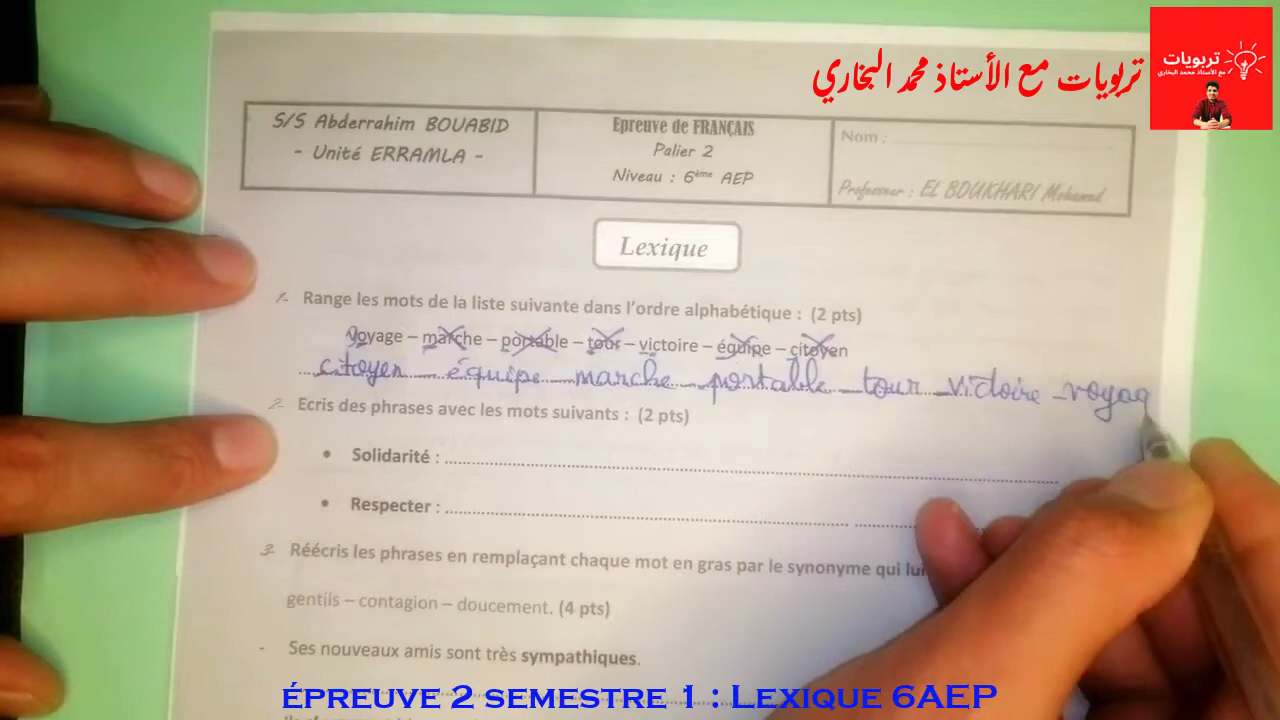 تربويات مع الأستاذ محمد البخاري
تربويات
مع الأستاذ محمد البخاري
S/S Abderrahim BOUABID
- Unité ERRAMLA -
Epreuve de FRANÇAIS
Palier 2
Niveau : 6ème AEP
Nom :
Professeur : EL BOUKHARI Mohamed
Lexique
1- Range les mots de la liste suivante dans l'ordre alphabétique : (2 pts)
Voyage – marche – portable – tour – victoire – équipe – citoyen
citoyen - équipe - marche - portable - tour - victoire - voyag
2- Ecris des phrases avec les mots suivants : (2 pts)
• Solidarité :
• Respecter :
3- Réécris les phrases en remplaçant chaque mot en gras par le synonyme qui lui
gentils – contagion – doucement. (4 pts)
- Ses nouveaux amis sont très sympathiques.
épreuve 2 semestre 1 : Lexique 6AEP